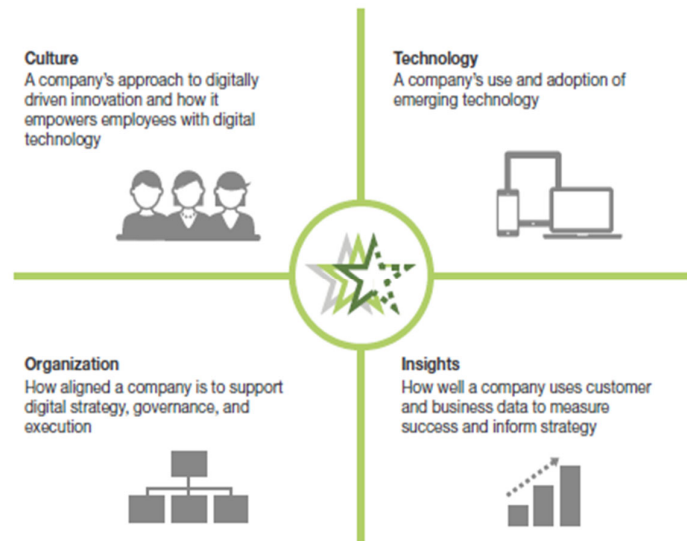 Culture
A company's approach to digitally
driven innovation and how it
empowers employees with digital
technology
Technology
A company's use and adoption of
emerging technology
Organization
How aligned a company is to support
digital strategy, governance, and
execution
Insights
How well a company uses customer
and business data to measure
success and inform strategy